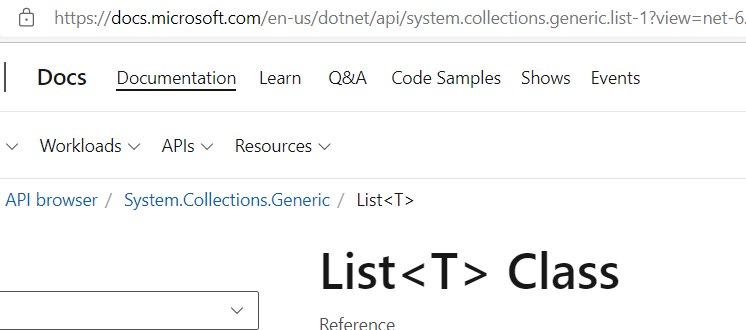 https://docs.microsoft.com/en-us/dotnet/api/system.collections.generic.list-1?view=net-6.
Docs Documentation Learn Q&A Code Samples Shows Events
Workloads APIs Resources
API browser / System.Collections.Generic / List<T>
List<T> Class
Reference